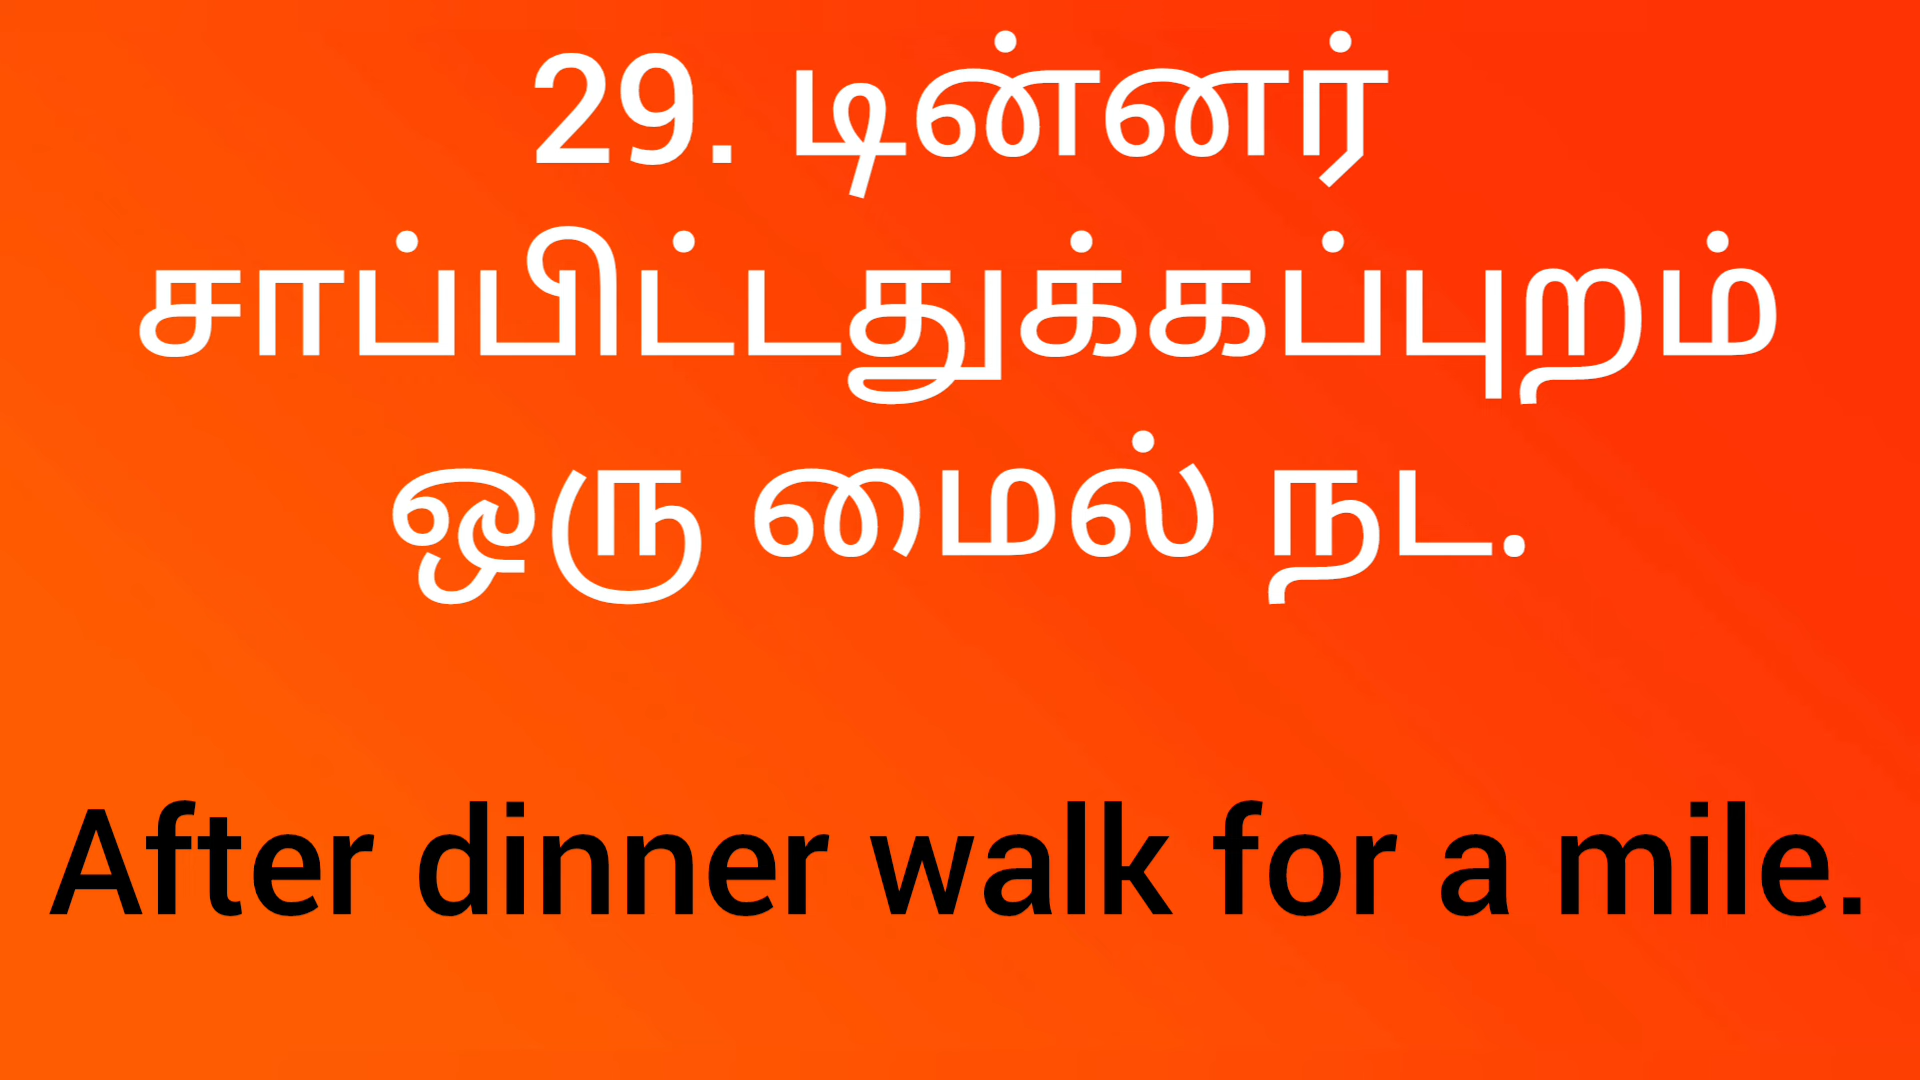 29. டின்னர்
சாப்பிட்டதுக்கப்புறம்
ஒரு மைல் நட.
After dinner walk for a mile.